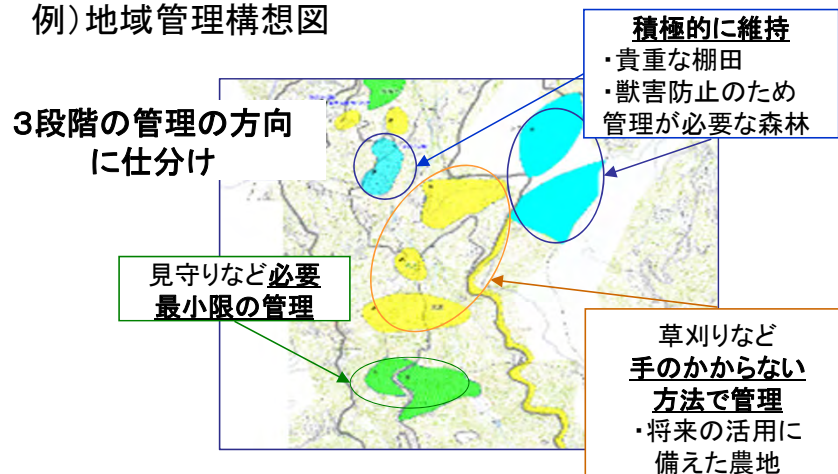 例）地域管理構想図
３段階の管理の方向
に仕分け
積極的に維持
・貴重な棚田
・獣害防止のため
管理が必要な森林
見守りなど必要
最小限の管理
草刈りなど
手のかからない
方法で管理
・将来の活用に
備えた農地